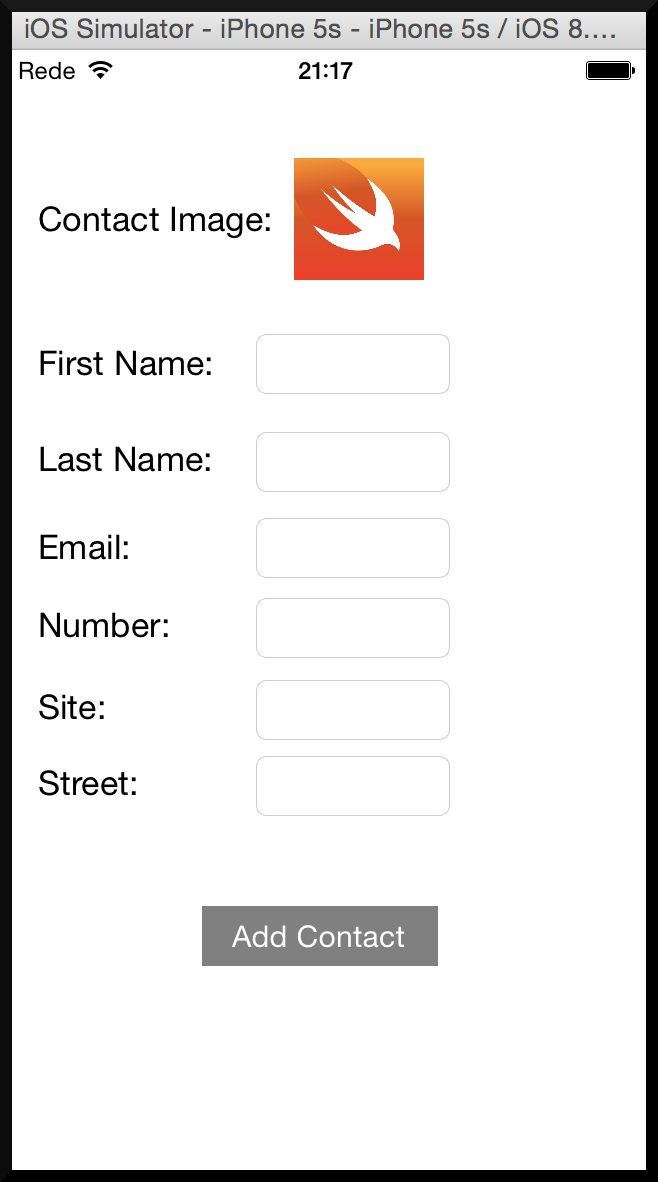 iOS Simulator - iPhone 5s - iPhone 5s / iOS 8....
Rede 21:17
Contact Image:
First Name:
Last Name:
Email:
Number:
Site:
Street:
Add Contact